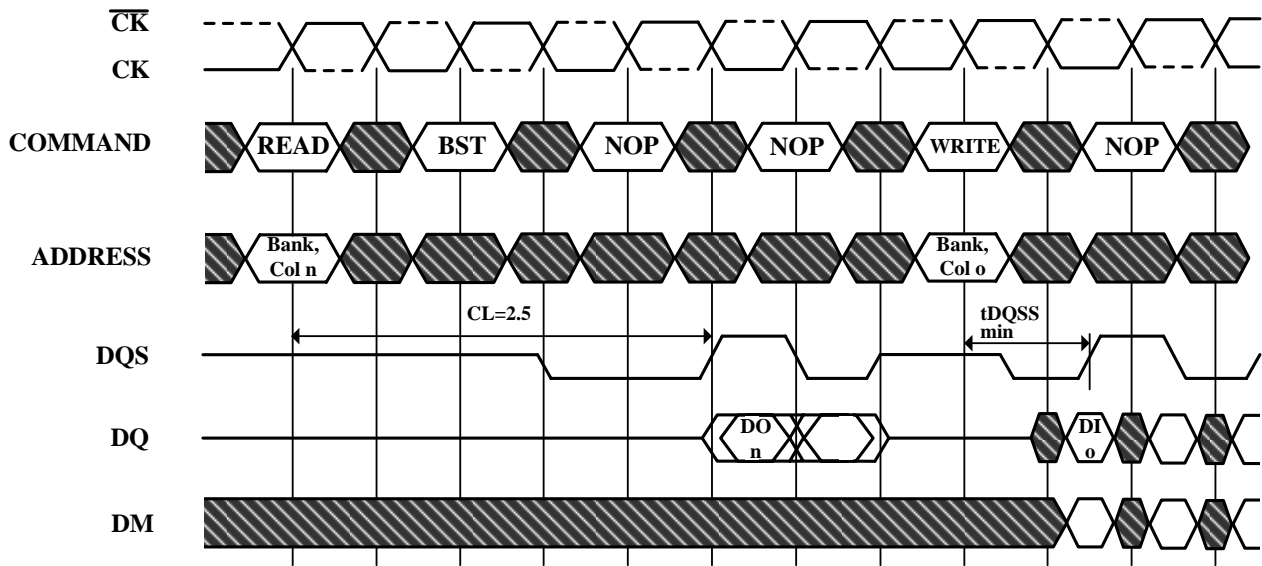 CK
CK
COMMAND
READ
BST
NOP
NOP
WRITE
NOP
ADDRESS
Bank,
Col n
Bank,
Col o
CL=2.5
tDQSS
min
DQS
DQ
DO
n
DI
o
DM